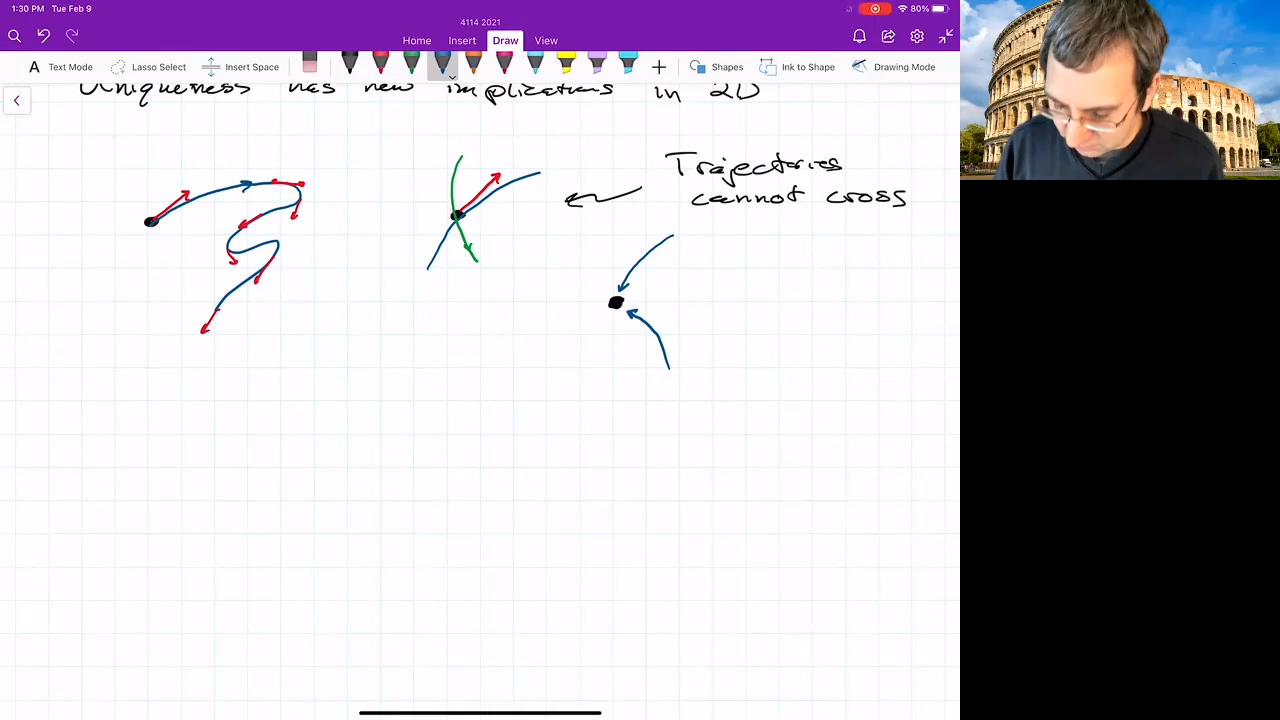 1:30 PM Tue Feb 9
80%
4114 2021
Home Insert Draw View
Text Mode Lasso Select Insert Space Shapes Ink to Shape Drawing Mode
Uniqueness has new implications in 2D
Trajectories
cannot cross